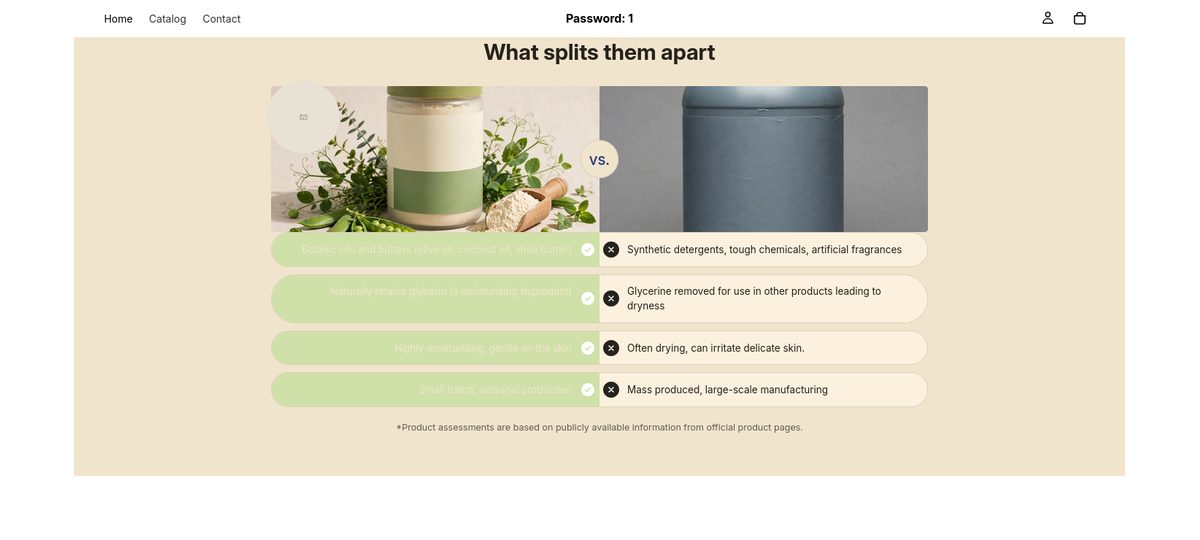 Home Catalog Contact Password: 1
What splits them apart
VS.
Botanic oils and butters (olive oil, coconut oil, shea butter)
Synthetic detergents, tough chemicals, artificial fragrances
Naturally retains glycerin (a moisturising byproduct)
Glycerine removed for use in other products leading to
dryness
Highly moisturising, gentle on the skin
Often drying, can irritate delicate skin.
Small batch, artisanal production
Mass produced, large-scale manufacturing
*Product assessments are based on publicly available information from official product pages.